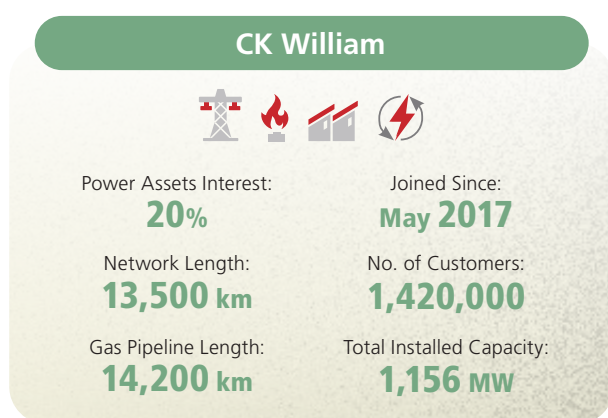 CK William
Power Assets Interest:
20%
Joined Since:
May 2017
Network Length:
13,500 km
No. of Customers:
1,420,000
Gas Pipeline Length:
14,200 km
Total Installed Capacity:
1,156 MW